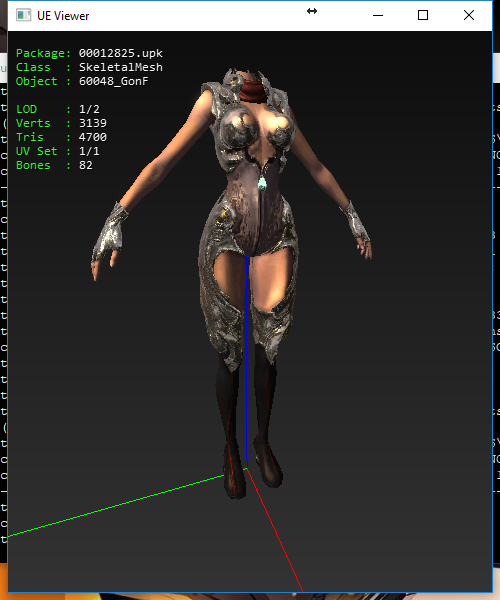 UE Viewer
Package: 00012825.upk
Class  : SkeletalMesh
Object : 60048_GonF
LOD    : 1/2
Verts  : 3139
Tris   : 4700
UV Set : 1/1
Bones  : 82